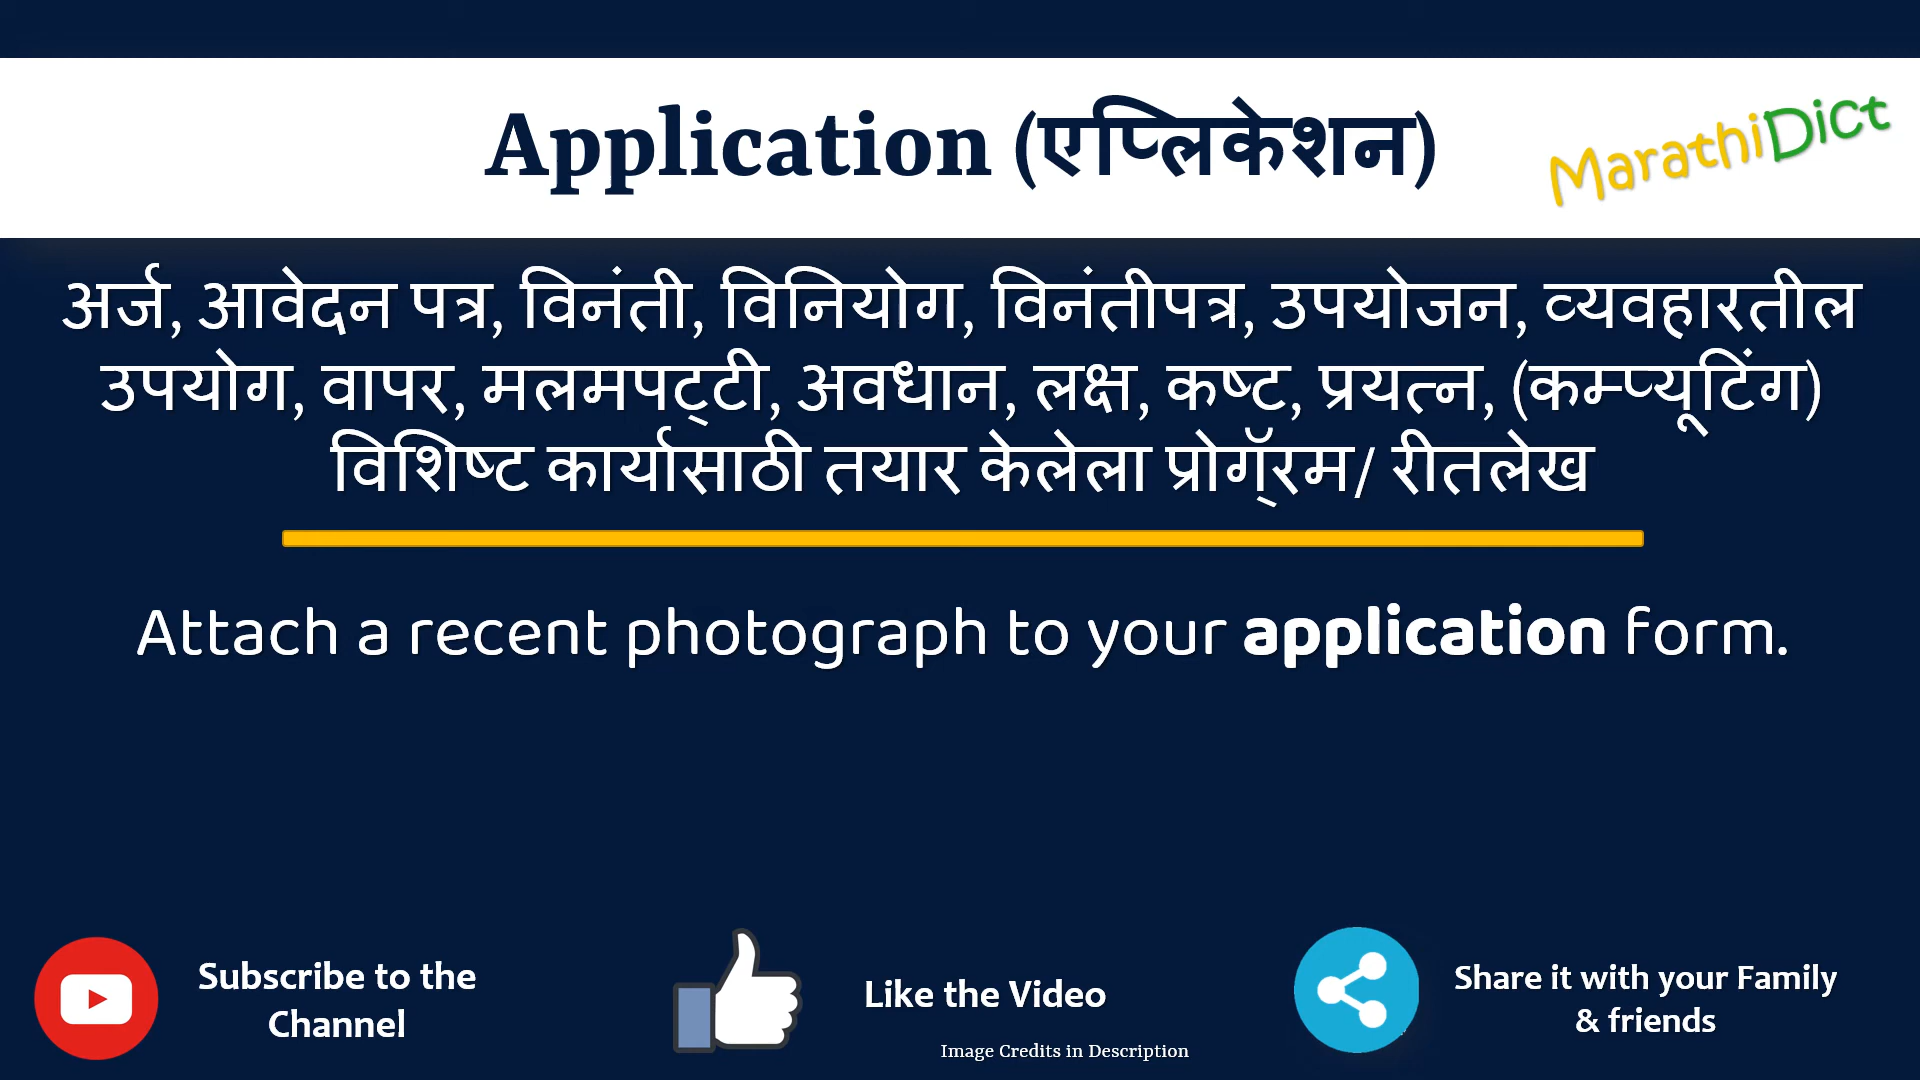 Application (एप्लिकेशन)
MarathiDict
अर्ज, आवेदन पत्र, विनंती, विनियोग, विनंतीपत्र, उपयोजन, व्यवहारतील
उपयोग, वापर, मलमपट्‌टी, अवधान, लक्ष, कष्ट, प्रयत्न, (कम्प्यूटिंग)
विशिष्ट कार्यासाठी तयार केलेला प्रोगॅ्रम/ रीतलेख
Attach a recent photograph to your application form.
Subscribe to the
Channel
Like the Video
Share it with your Family
& friends
Image Credits in Description